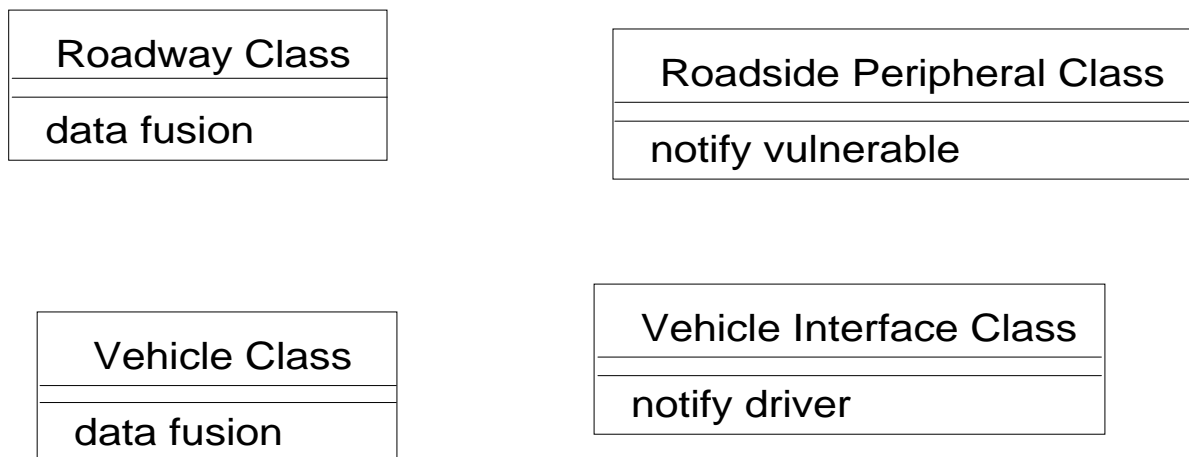 Roadway Class
data fusion
Roadside Peripheral Class
notify vulnerable
Vehicle Class
data fusion
Vehicle Interface Class
notify driver